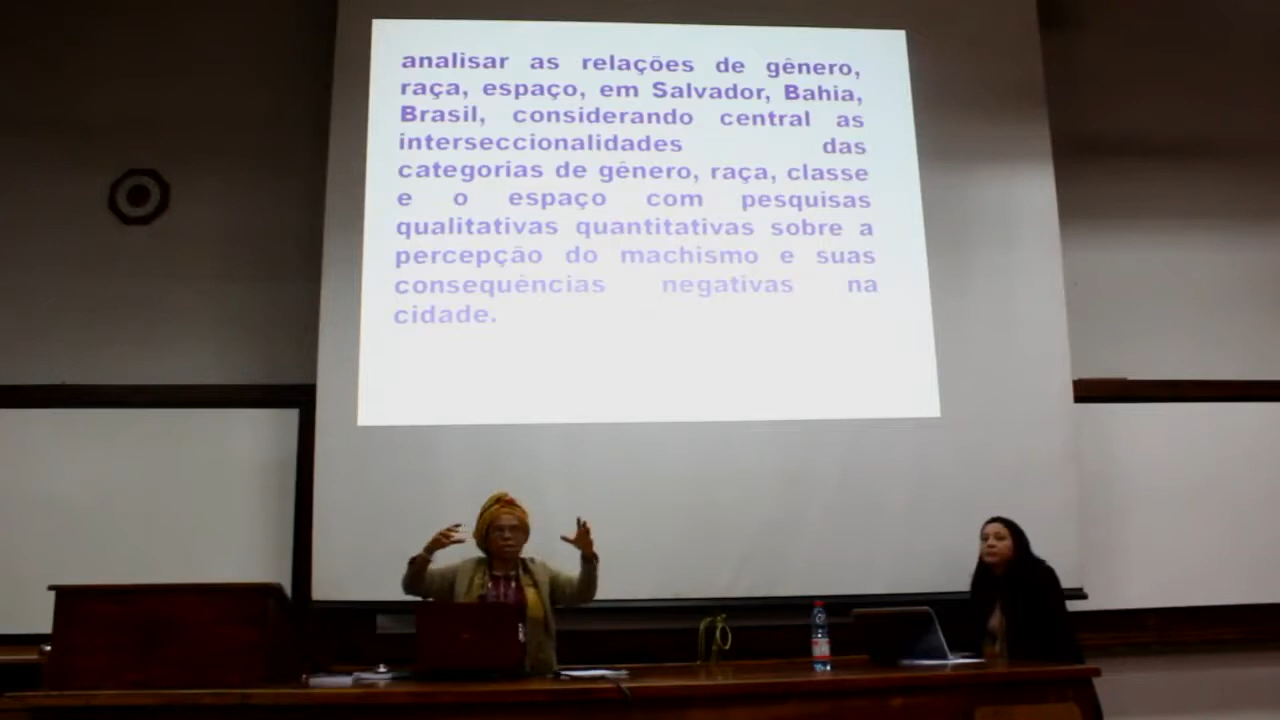 analisar as relações de gênero,
raça, espaço, em Salvador, Bahia,
Brasil, considerando central as
interseccionalidades das
categorias de gênero, raça, classe
e o espaço com pesquisas
qualitativas quantitativas sobre a
percepção do machismo e suas
consequências negativas na
cidade.